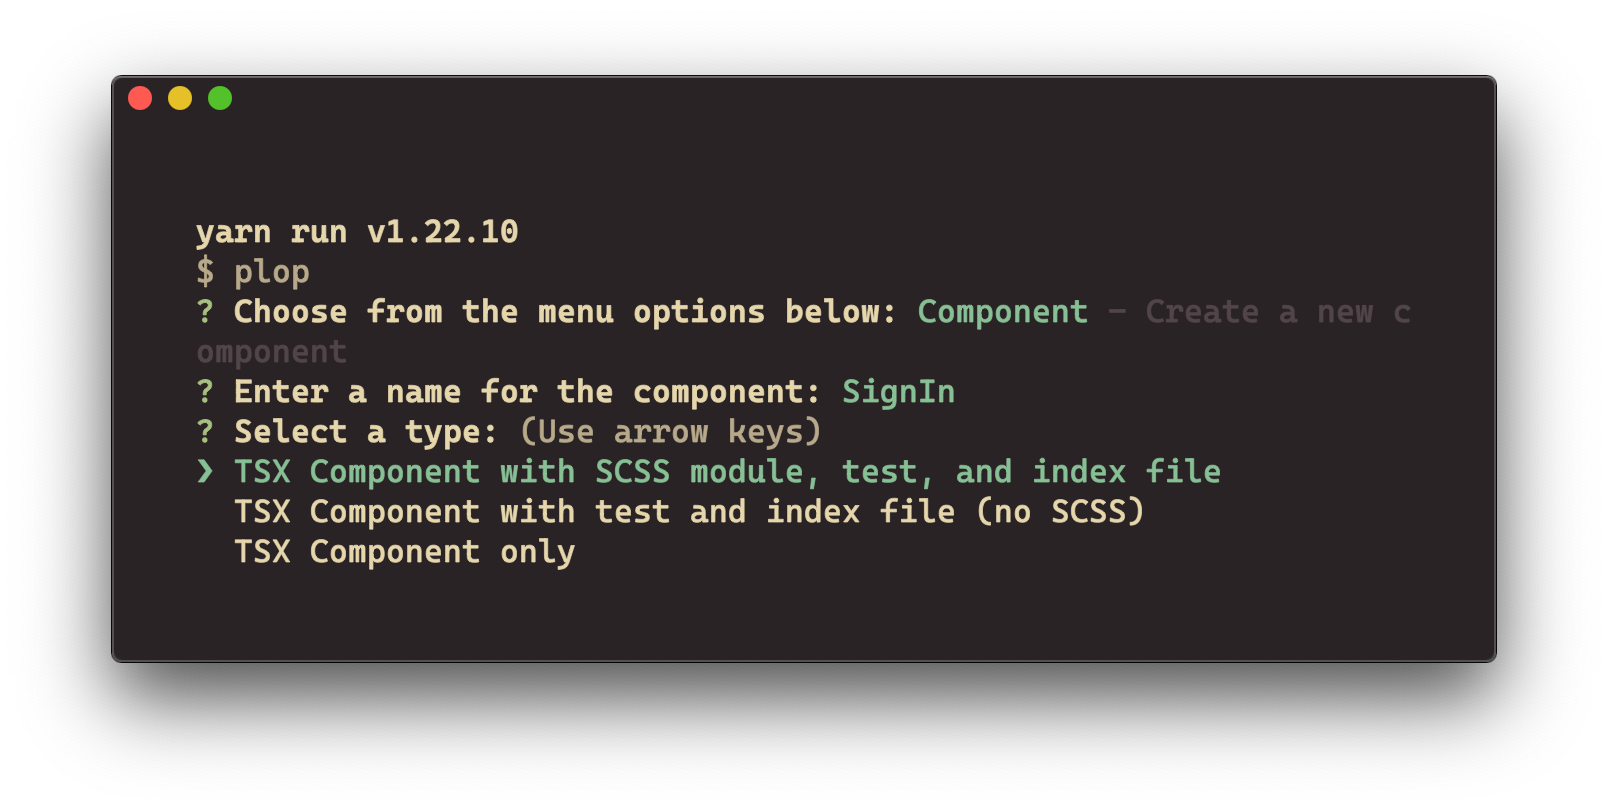 yarn run v1.22.10
$ plop
? Choose from the menu options below: Component – Create a new c
omponent
? Enter a name for the component: SignIn
? Select a type: (Use arrow keys)
❯ TSX Component with SCSS module, test, and index file
TSX Component with test and index file (no SCSS)
TSX Component only